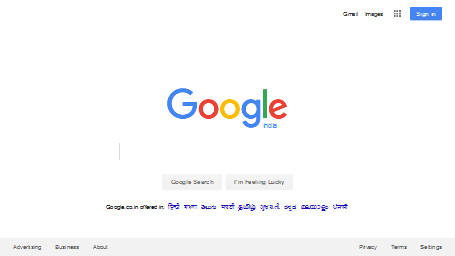 Gmail Images Sign in
Google
India
Google Search I'm Feeling Lucky
Google.co.in offered in: हिन्दी বাংলা తెలుగు मराठी தமிழ் ગુજરાતી ಕನ್ನಡ മലയാളം ਪੰਜਾਬੀ
Advertising Business About Privacy Terms Settings